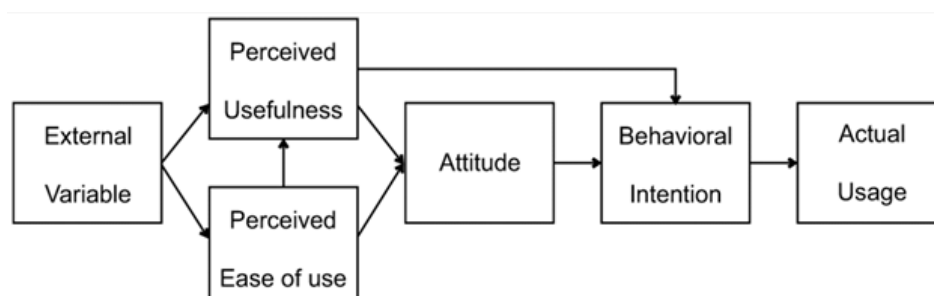 External
Variable
Perceived
Usefulness
Perceived
Ease of use
Attitude
Behavioral
Intention
Actual
Usage